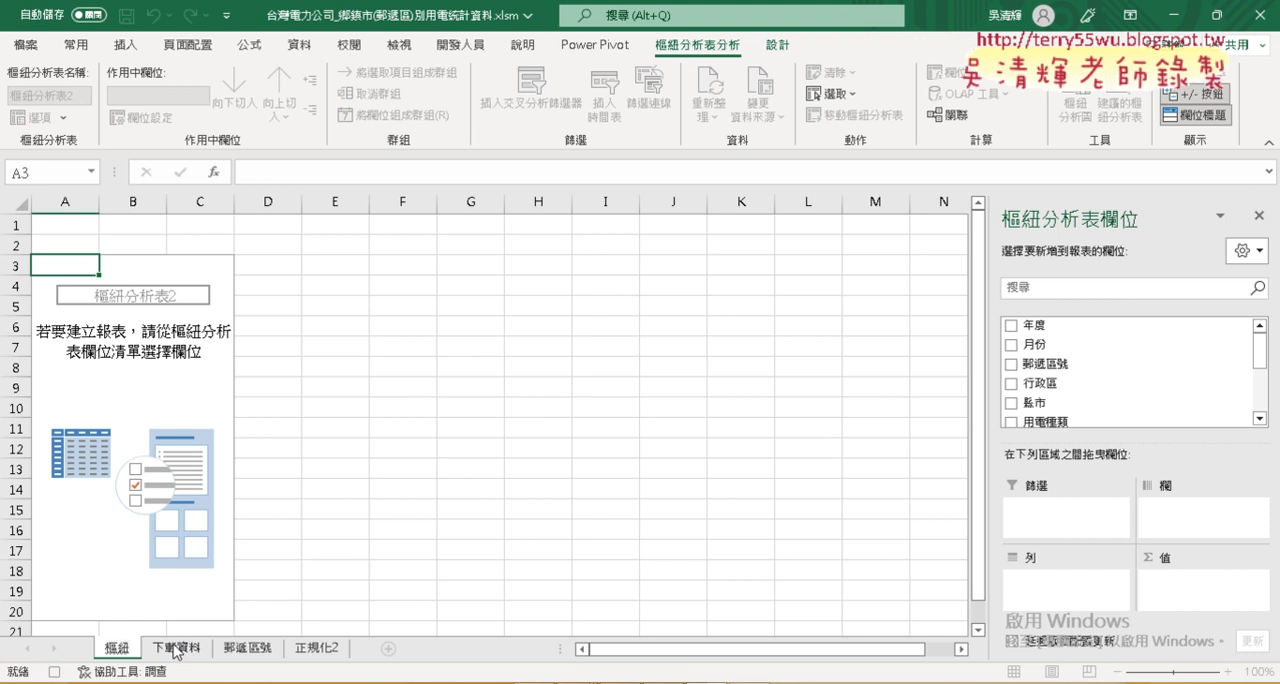 自動儲存
台灣電力公司_鄉鎮市(郵遞區)別用電統計資料.xlsm
搜尋 (Alt+Q)
吳清輝
檔案 常用 插入 頁面配置 公式 資料 校閱 檢視 開發人員 說明 Power Pivot 樞紐分析表分析 設計 共用
http://terry55wu.blogspot.tw
吳清輝老師錄製
樞紐分析表名稱: 作用中欄位:
樞紐分析表2
選項 欄位設定 向下切入 向上切入
將選取項目組成群組
取消群組
將欄位組成群組(R)
插入交叉分析篩選器 插入時間表 篩選連線
重新整理 變更資料來源
清除
選取
移動樞紐分析表
OLAP 工具
關聯
樞紐分析圖 建議的樞紐分析表
+/- 按鈕
欄位標題
樞紐分析表 作用中欄位 群組 篩選 資料 動作 計算 工具 顯示
A3 fx
A B C D E F G H I J K L M N
1
2
3
4
5
6
7
8
9
10
11
12
13
14
15
16
17
18
19
20
21
樞紐分析表2
若要建立報表，請從樞紐分析
表欄位清單選擇欄位
樞紐分析表欄位
選擇要新增到報表的欄位:
搜尋
年度
月份
郵遞區號
行政區
縣市
用電種類
在下列區域之間拖曳欄位:
篩選 欄
列 Σ 值
啟用 Windows
啟用 Windows。
更新
樞紐 下載資料 郵遞區號 正規化2
就緒 協助工具: 調查 100%